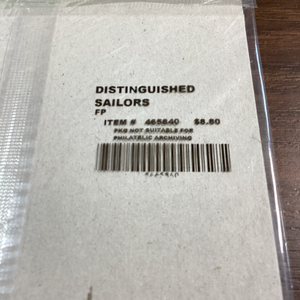 DISTINGUISHED
SAILORS
FP
ITEM # 465840 $8.80
PKG NOT SUITABLE FOR
PHILATELIC ARCHIVING